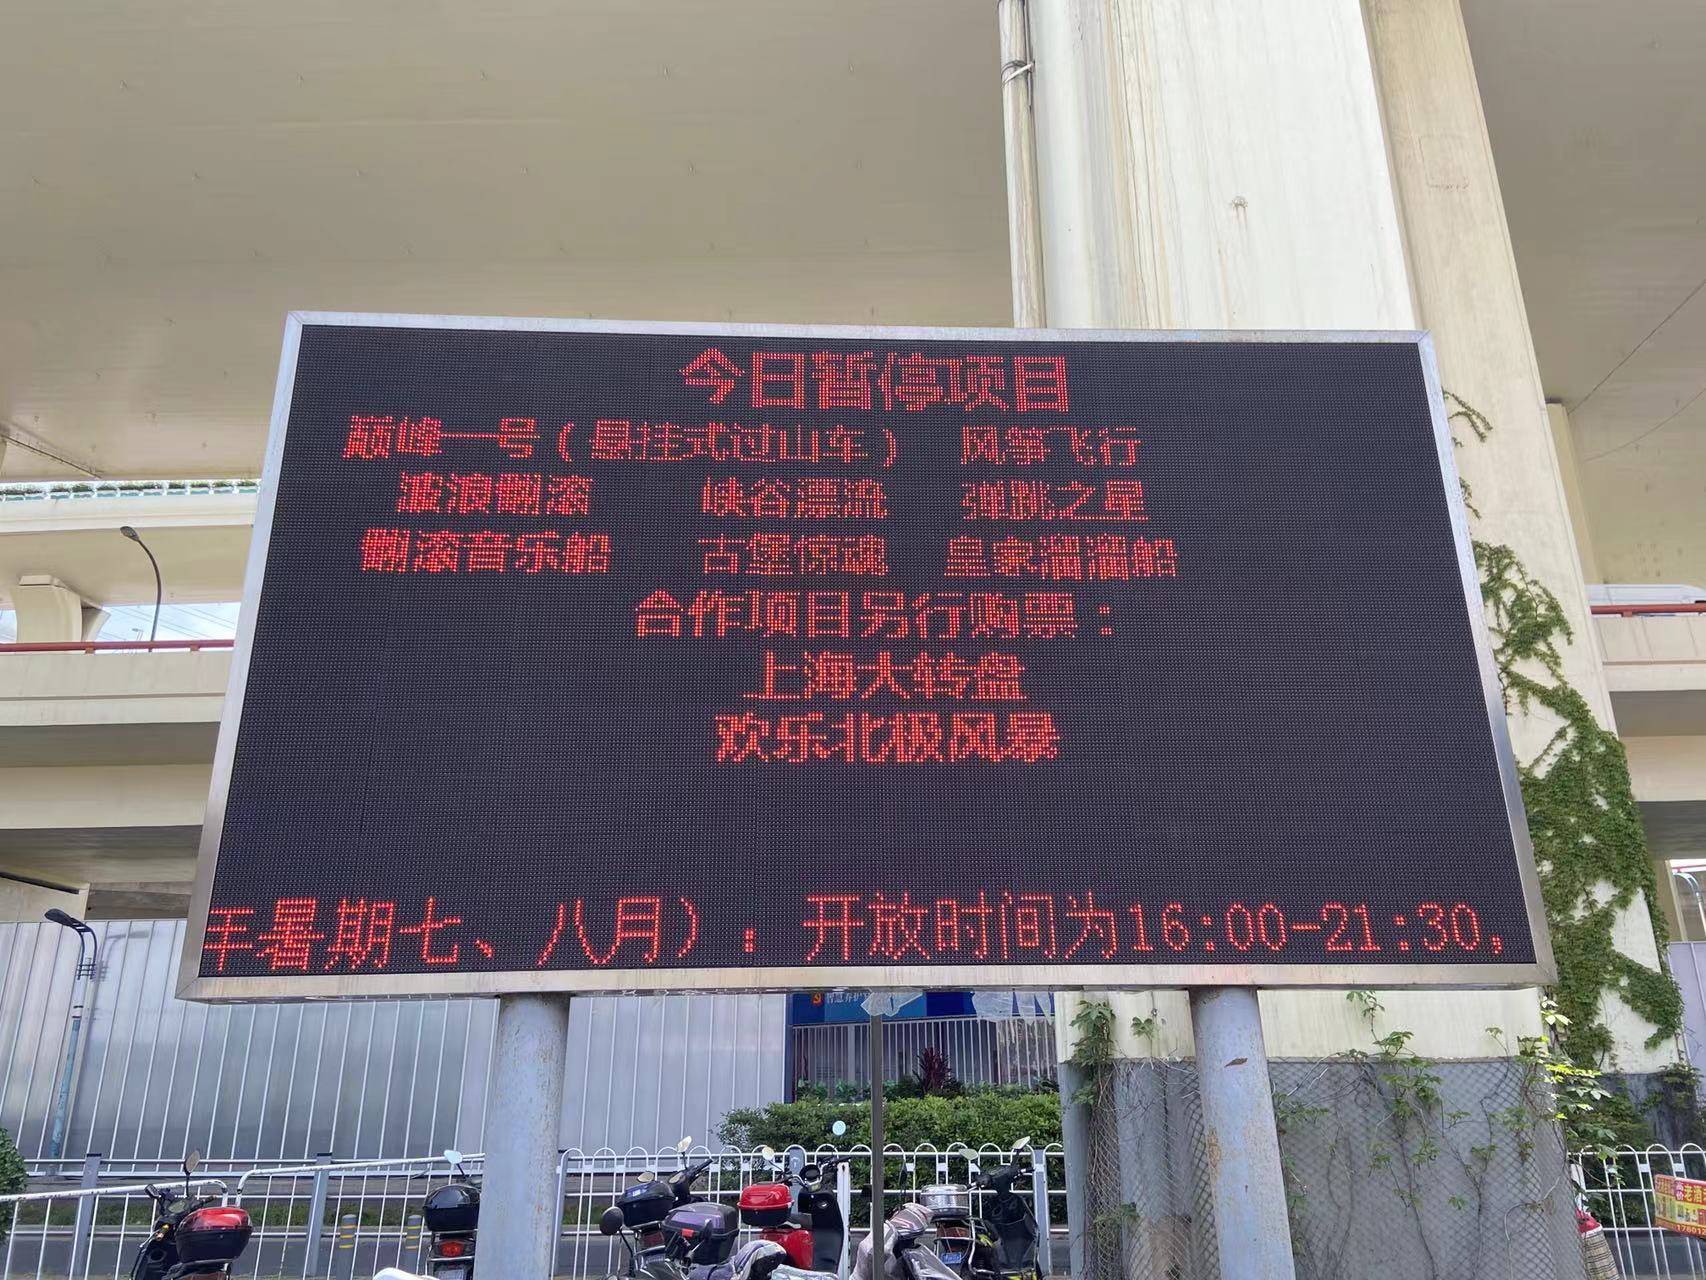 今日暂停项目
巅峰一号（悬挂式过山车） 风筝飞行
波浪翻滚 峡谷漂流 弹跳之星
翻滚音乐船 古堡惊魂 皇家溜溜船
合作项目另行购票：
上海大转盘
欢乐北极风暴
年暑期七、八月）：开放时间为16:00-21:30,